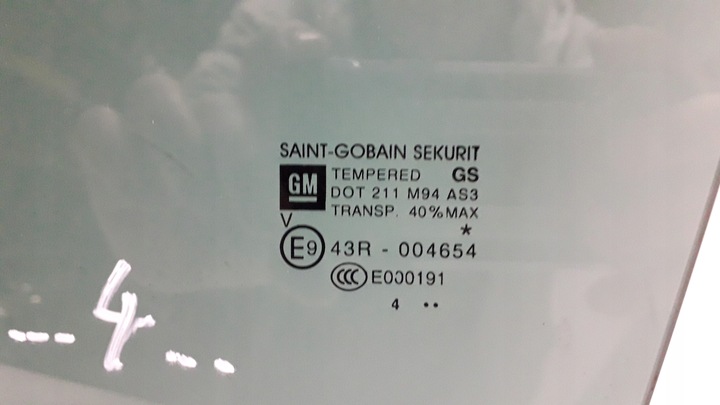 SAINT-GOBAIN SEKURIT
GM
TEMPERED GS
DOT 211 M94 AS3
TRANSP. 40%MAX
V
*
E9 43R - 004654
CCC E000191
4 ••
--- 4 - - -